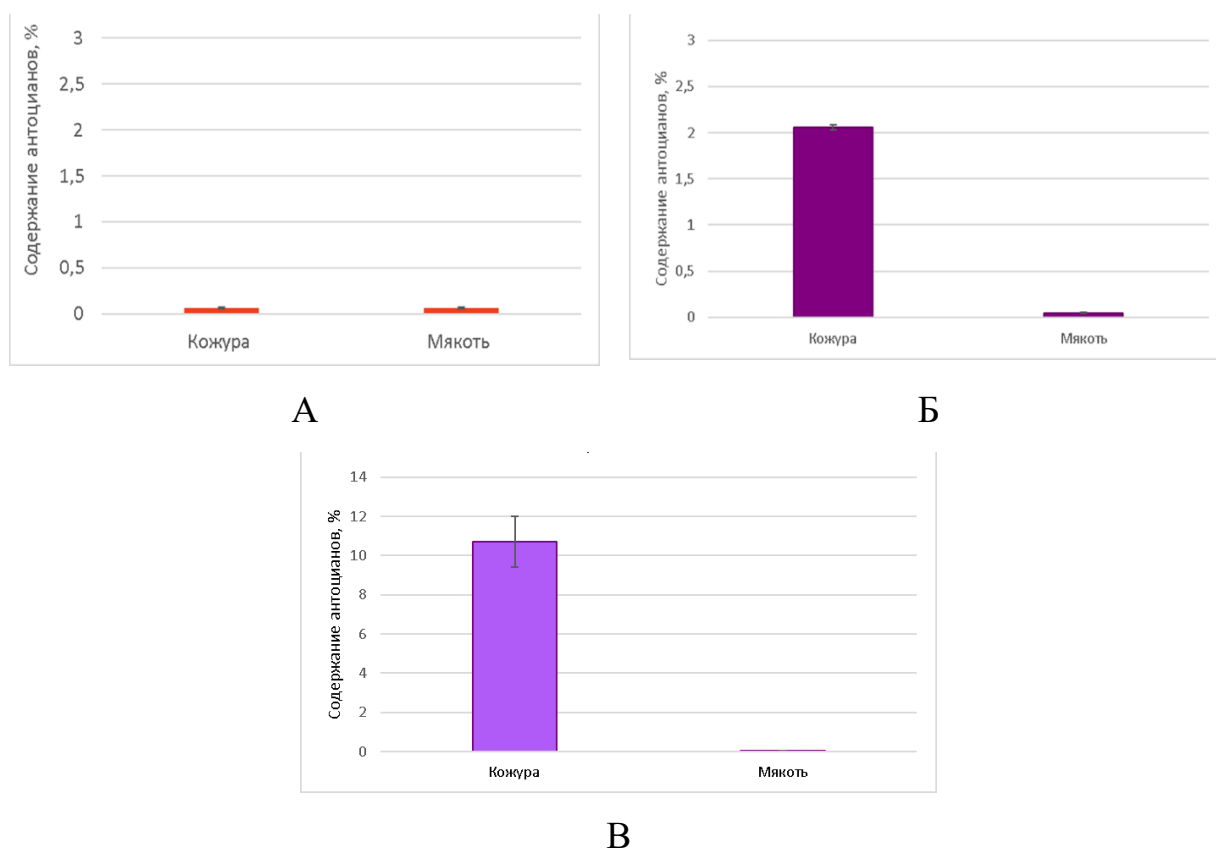 Содержание антоцианов, %
3
2,5
2
1,5
1
0,5
0
Кожура Мякоть
А
Содержание антоцианов, %
3
2,5
2
1,5
1
0,5
0
Кожура Мякоть
Б
Содержание антоцианов, %
14
12
10
8
6
4
2
0
Кожура Мякоть
В